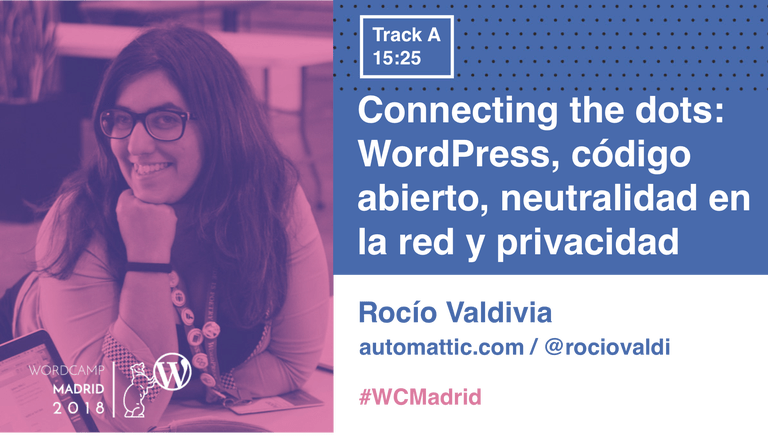 Track A
15:25
Connecting the dots:
WordPress, código
abierto, neutralidad en
la red y privacidad
Rocío Valdivia
automattic.com / @rociovaldi
#WCMadrid
WORDCAMP
MADRID
2018